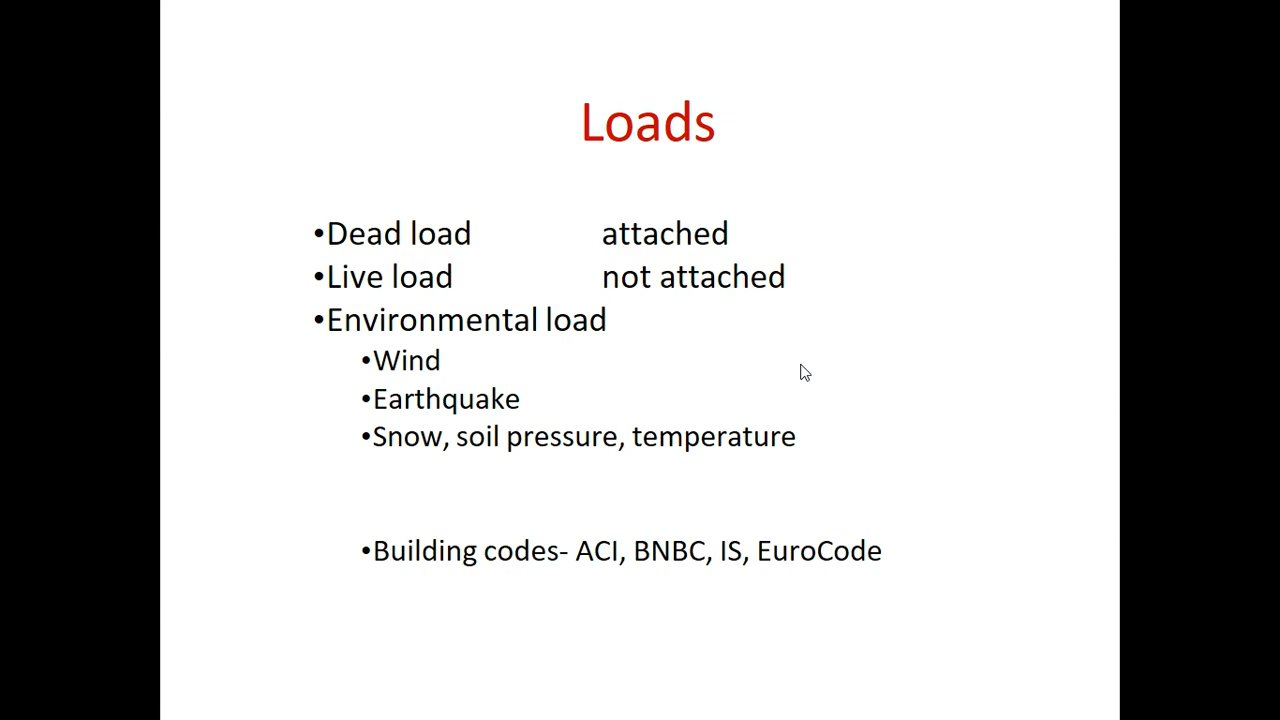 Loads
•Dead load attached
•Live load not attached
•Environmental load
•Wind
•Earthquake
•Snow, soil pressure, temperature
•Building codes- ACI, BNBC, IS, EuroCode